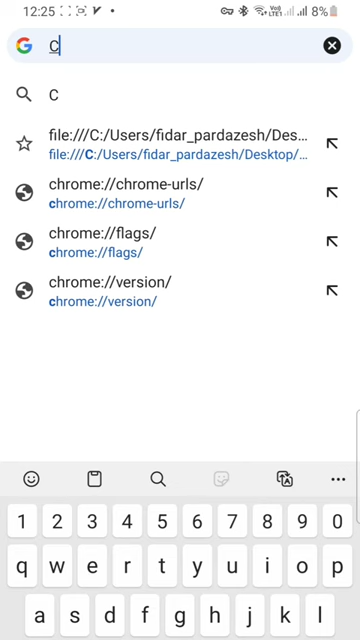 12:25 8%
C
C
file:///C:/Users/fidar_pardazesh/Des...
file:///C:/Users/fidar_pardazesh/Desktop/...
chrome://chrome-urls/
chrome://chrome-urls/
chrome://flags/
chrome://flags/
chrome://version/
chrome://version/
1 2 3 4 5 6 7 8 9 0
q w e r t y u i o p
a s d f g h j k l